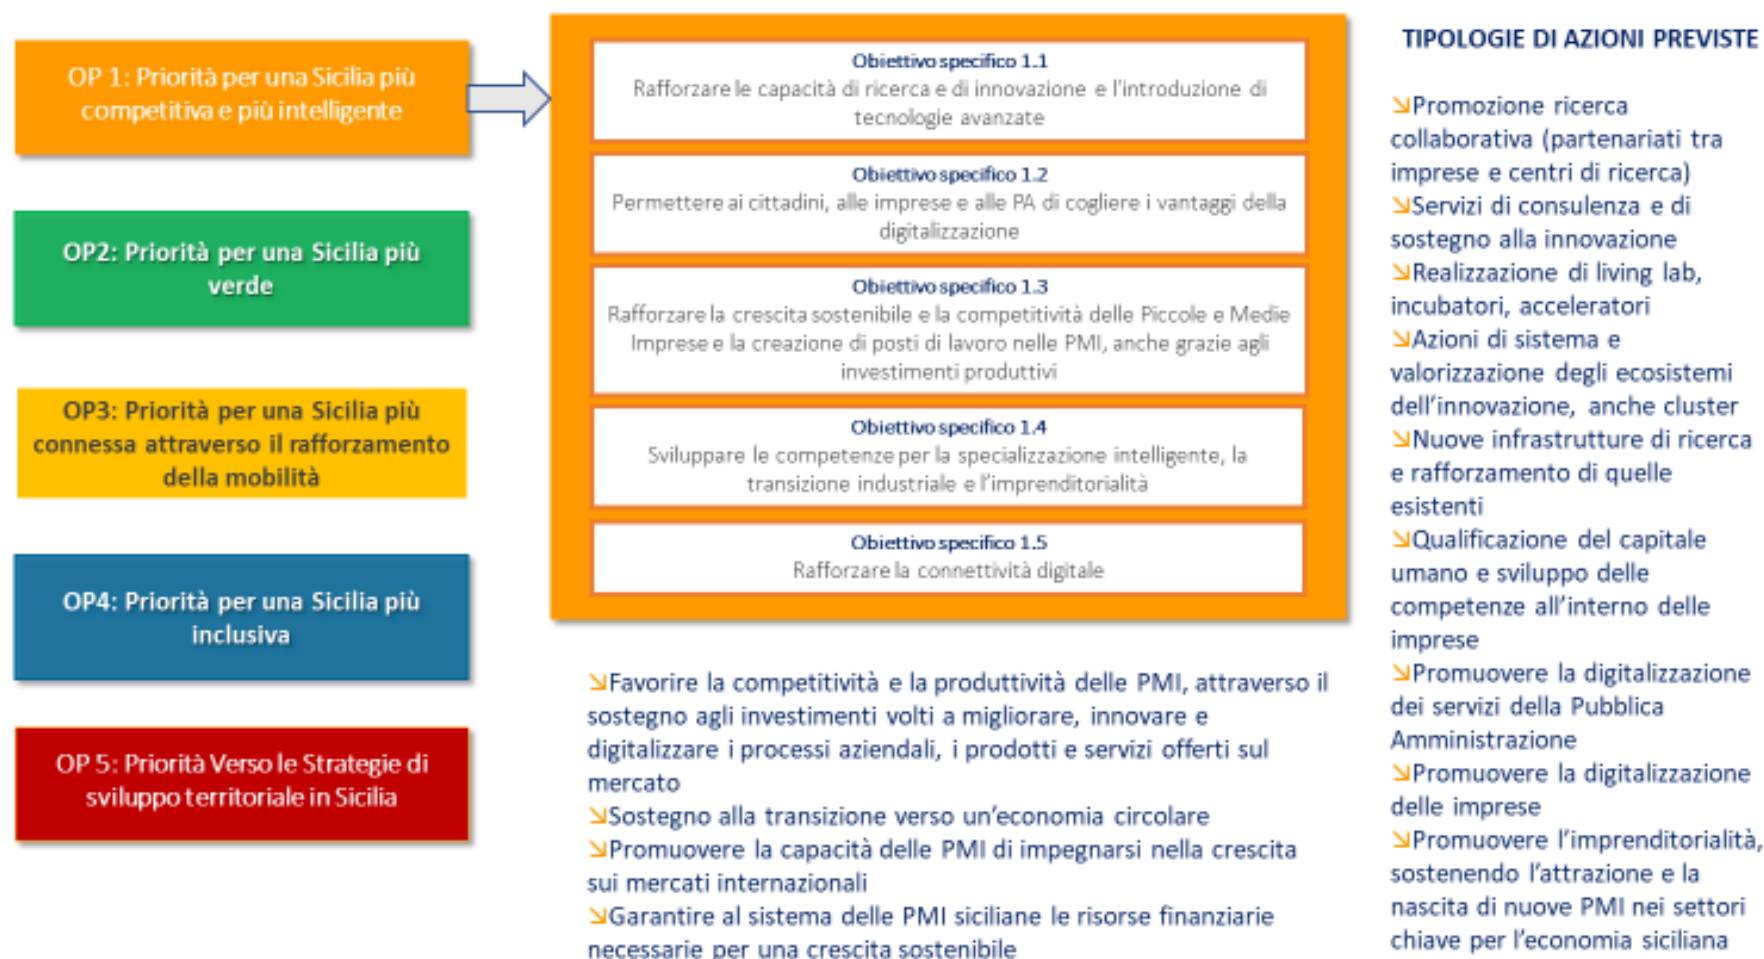 OP 1: Priorità per una Sicilia più
competitiva e più intelligente
OP2: Priorità per una Sicilia più
verde
OP3: Priorità per una Sicilia più
connessa attraverso il rafforzamento
della mobilità
OP4: Priorità per una Sicilia più
inclusiva
OP 5: Priorità Verso le Strategie di
sviluppo territoriale in Sicilia
Obiettivo specifico 1.1
Rafforzare le capacità di ricerca e di innovazione e l'introduzione di
tecnologie avanzate
Obiettivo specifico 1.2
Permettere ai cittadini, alle imprese e alle PA di cogliere i vantaggi della
digitalizzazione
Obiettivo specifico 1.3
Rafforzare la crescita sostenibile e la competitività delle Piccole e Medie
Imprese e la creazione di posti di lavoro nelle PMI, anche grazie agli
investimenti produttivi
Obiettivo specifico 1.4
Sviluppare le competenze per la specializzazione intelligente, la
transizione industriale e l'imprenditorialità
Obiettivo specifico 1.5
Rafforzare la connettività digitale
Favorire la competitività e la produttività delle PMI, attraverso il
sostegno agli investimenti volti a migliorare, innovare e
digitalizzare i processi aziendali, i prodotti e servizi offerti sul
mercato
Sostegno alla transizione verso un'economia circolare
Promuovere la capacità delle PMI di impegnarsi nella crescita
sui mercati internazionali
Garantire al sistema delle PMI siciliane le risorse finanziarie
necessarie per una crescita sostenibile
TIPOLOGIE DI AZIONI PREVISTE
Promozione ricerca
collaborativa (partenariati tra
imprese e centri di ricerca)
Servizi di consulenza e di
sostegno alla innovazione
Realizzazione di living lab,
incubatori, acceleratori
Azioni di sistema e
valorizzazione degli ecosistemi
dell'innovazione, anche cluster
Nuove infrastrutture di ricerca
e rafforzamento di quelle
esistenti
Qualificazione del capitale
umano e sviluppo delle
competenze all'interno delle
imprese
Promuovere la digitalizzazione
dei servizi della Pubblica
Amministrazione
Promuovere la digitalizzazione
delle imprese
Promuovere l'imprenditorialità,
sostenendo l'attrazione e la
nascita di nuove PMI nei settori
chiave per l'economia siciliana